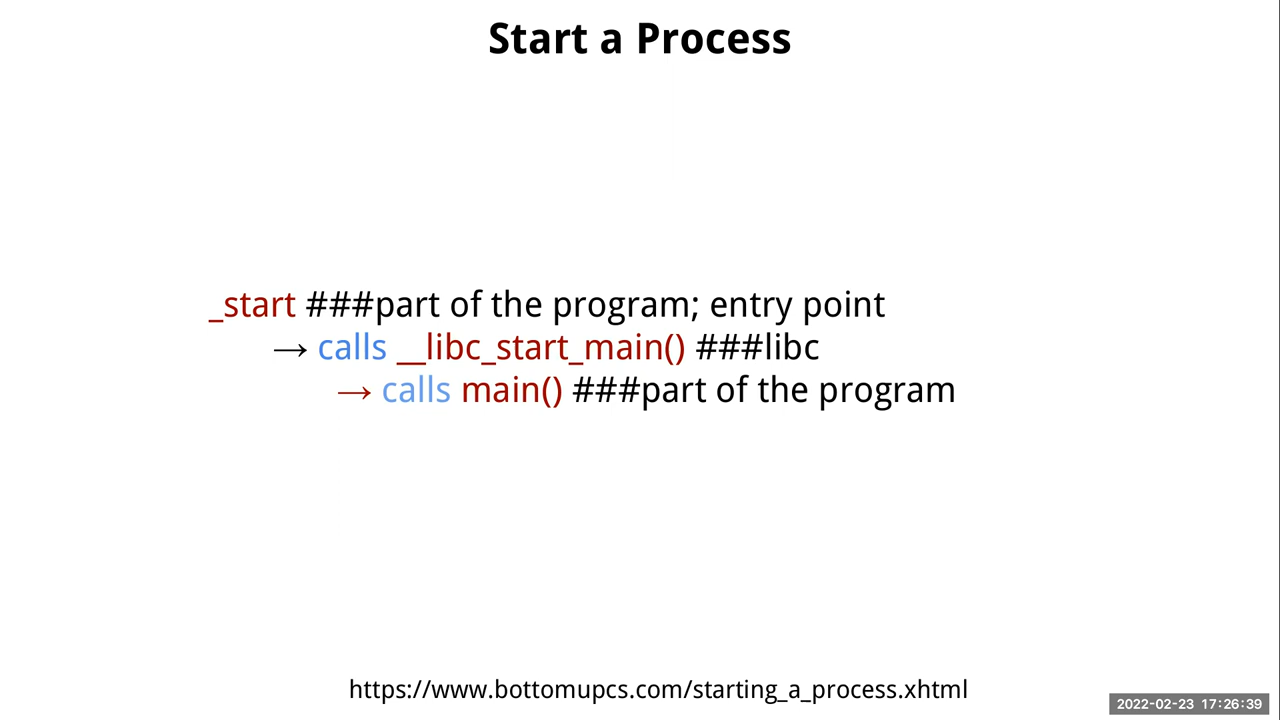 Start a Process
_start ###part of the program; entry point
→ calls __libc_start_main() ###libc
→ calls main() ###part of the program
https://www.bottomupcs.com/starting_a_process.xhtml
2022-02-23 17:26:39